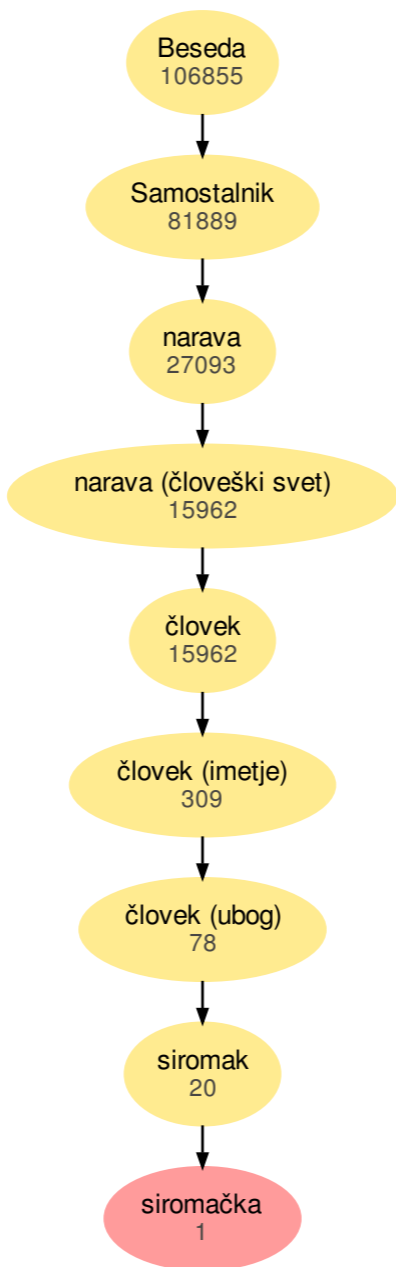 Beseda
106855
Samostalnik
81889
narava
27093
narava (človeški svet)
15962
človek
15962
človek (imetje)
309
človek (ubog)
78
siromak
20
siromačka
1